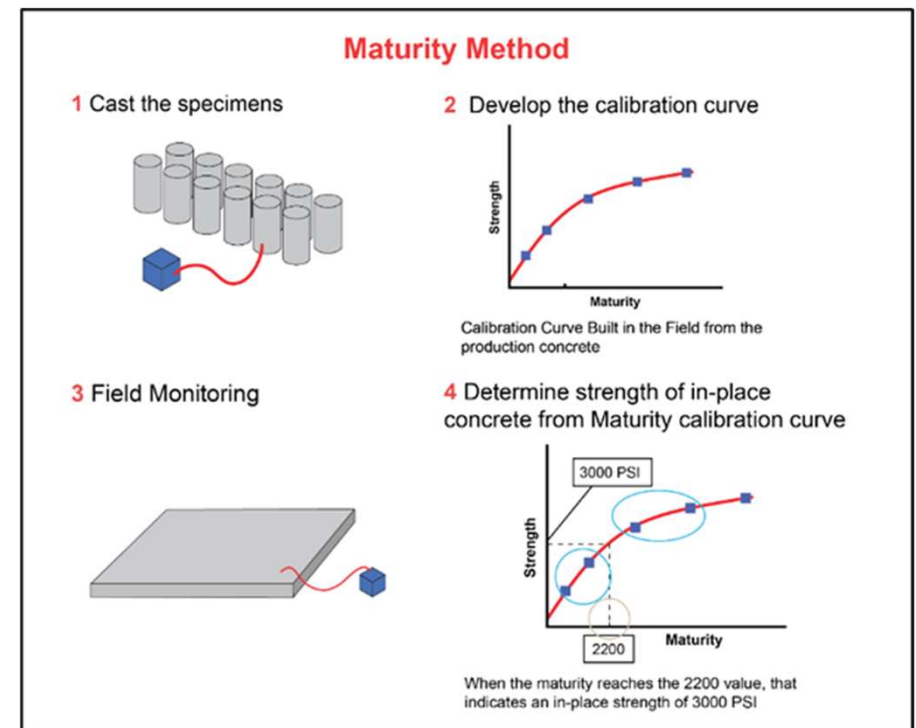 Maturity Method
1 Cast the specimens
2 Develop the calibration curve
Strength
Maturity
Calibration Curve Built in the Field from the
production concrete
3 Field Monitoring
4 Determine strength of in-place
concrete from Maturity calibration curve
3000 PSI
Strength
Maturity
2200
When the maturity reaches the 2200 value, that
indicates an in-place strength of 3000 PSI